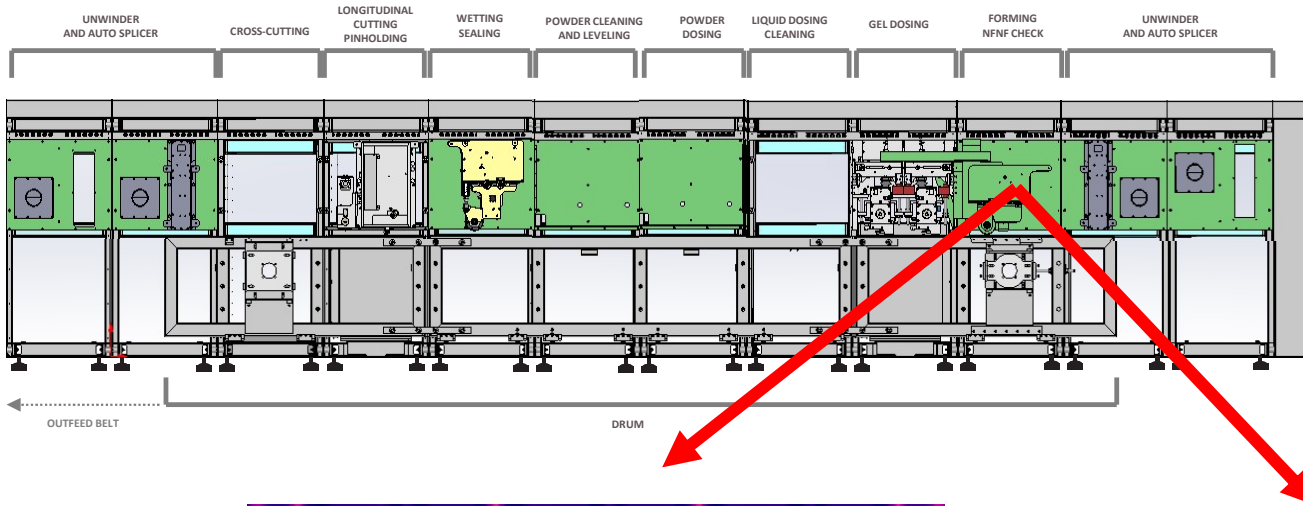 UNWINDER
AND AUTO SPLICER
CROSS-CUTTING
LONGITUDINAL
CUTTING
PINHOLDING
WETTING
SEALING
POWDER CLEANING
AND LEVELING
POWDER
DOSING
LIQUID DOSING
CLEANING
GEL DOSING
FORMING
NFNF CHECK
UNWINDER
AND AUTO SPLICER
OUTFEED BELT
DRUM